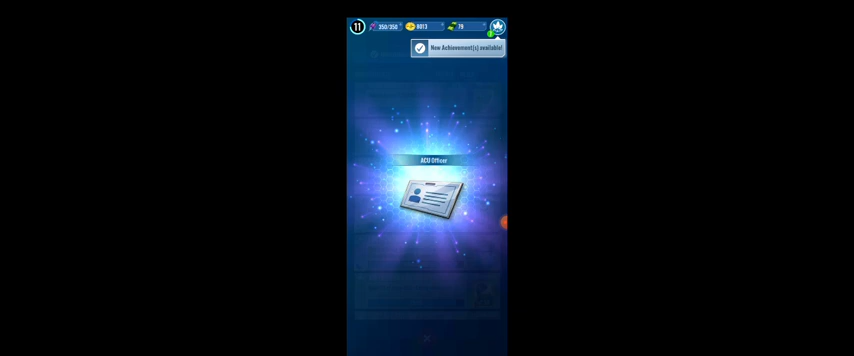 11
350/350
8013
79
New Achievement(s) available!
ACU Officer